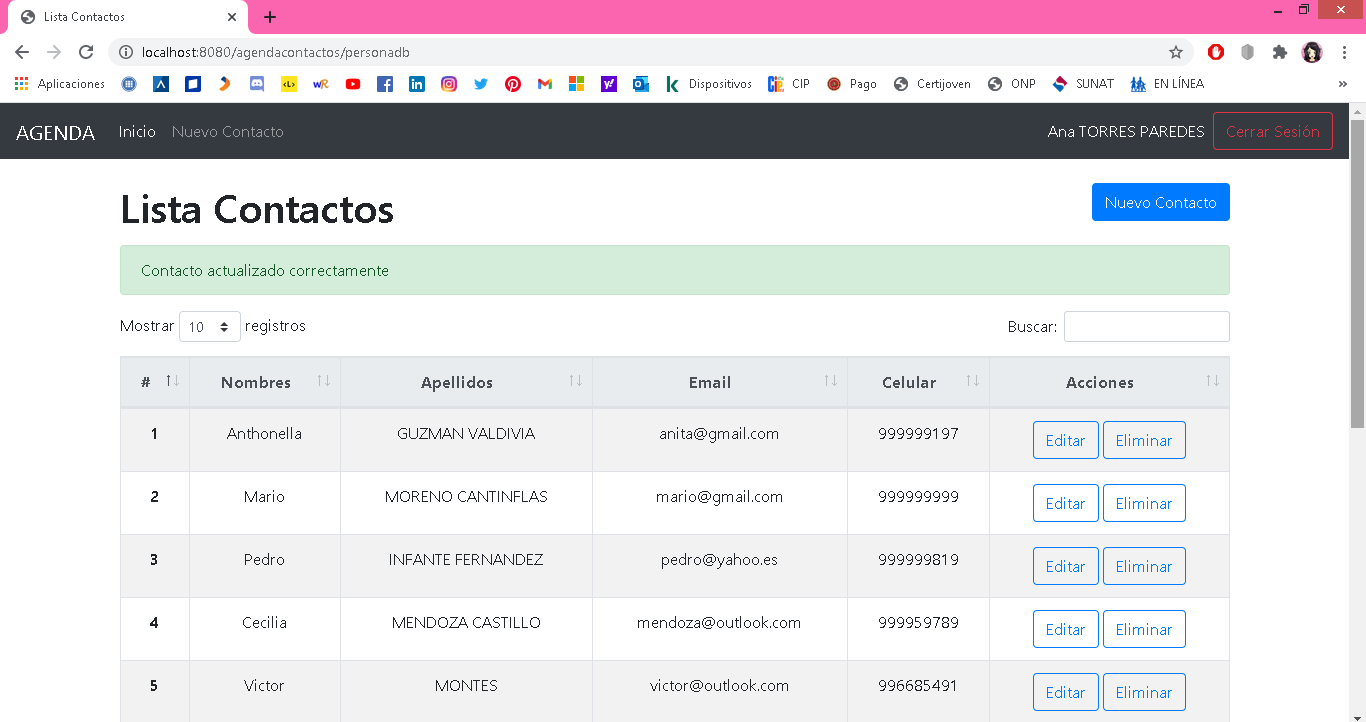 Lista Contactos
localhost:8080/agendacontactos/personadb
Aplicaciones <L> wR Dispositivos CIP Pago Certijoven ONP SUNAT EN LÍNEA »
AGENDA Inicio Nuevo Contacto Ana TORRES PAREDES Cerrar Sesión
Lista Contactos Nuevo Contacto
Contacto actualizado correctamente
Mostrar 10 registros Buscar:
# Nombres Apellidos Email Celular Acciones
1 Anthonella GUZMAN VALDIVIA anita@gmail.com 999999197 Editar Eliminar
2 Mario MORENO CANTINFLAS mario@gmail.com 999999999 Editar Eliminar
3 Pedro INFANTE FERNANDEZ pedro@yahoo.es 999999819 Editar Eliminar
4 Cecilia MENDOZA CASTILLO mendoza@outlook.com 999959789 Editar Eliminar
5 Victor MONTES victor@outlook.com 996685491 Editar Eliminar